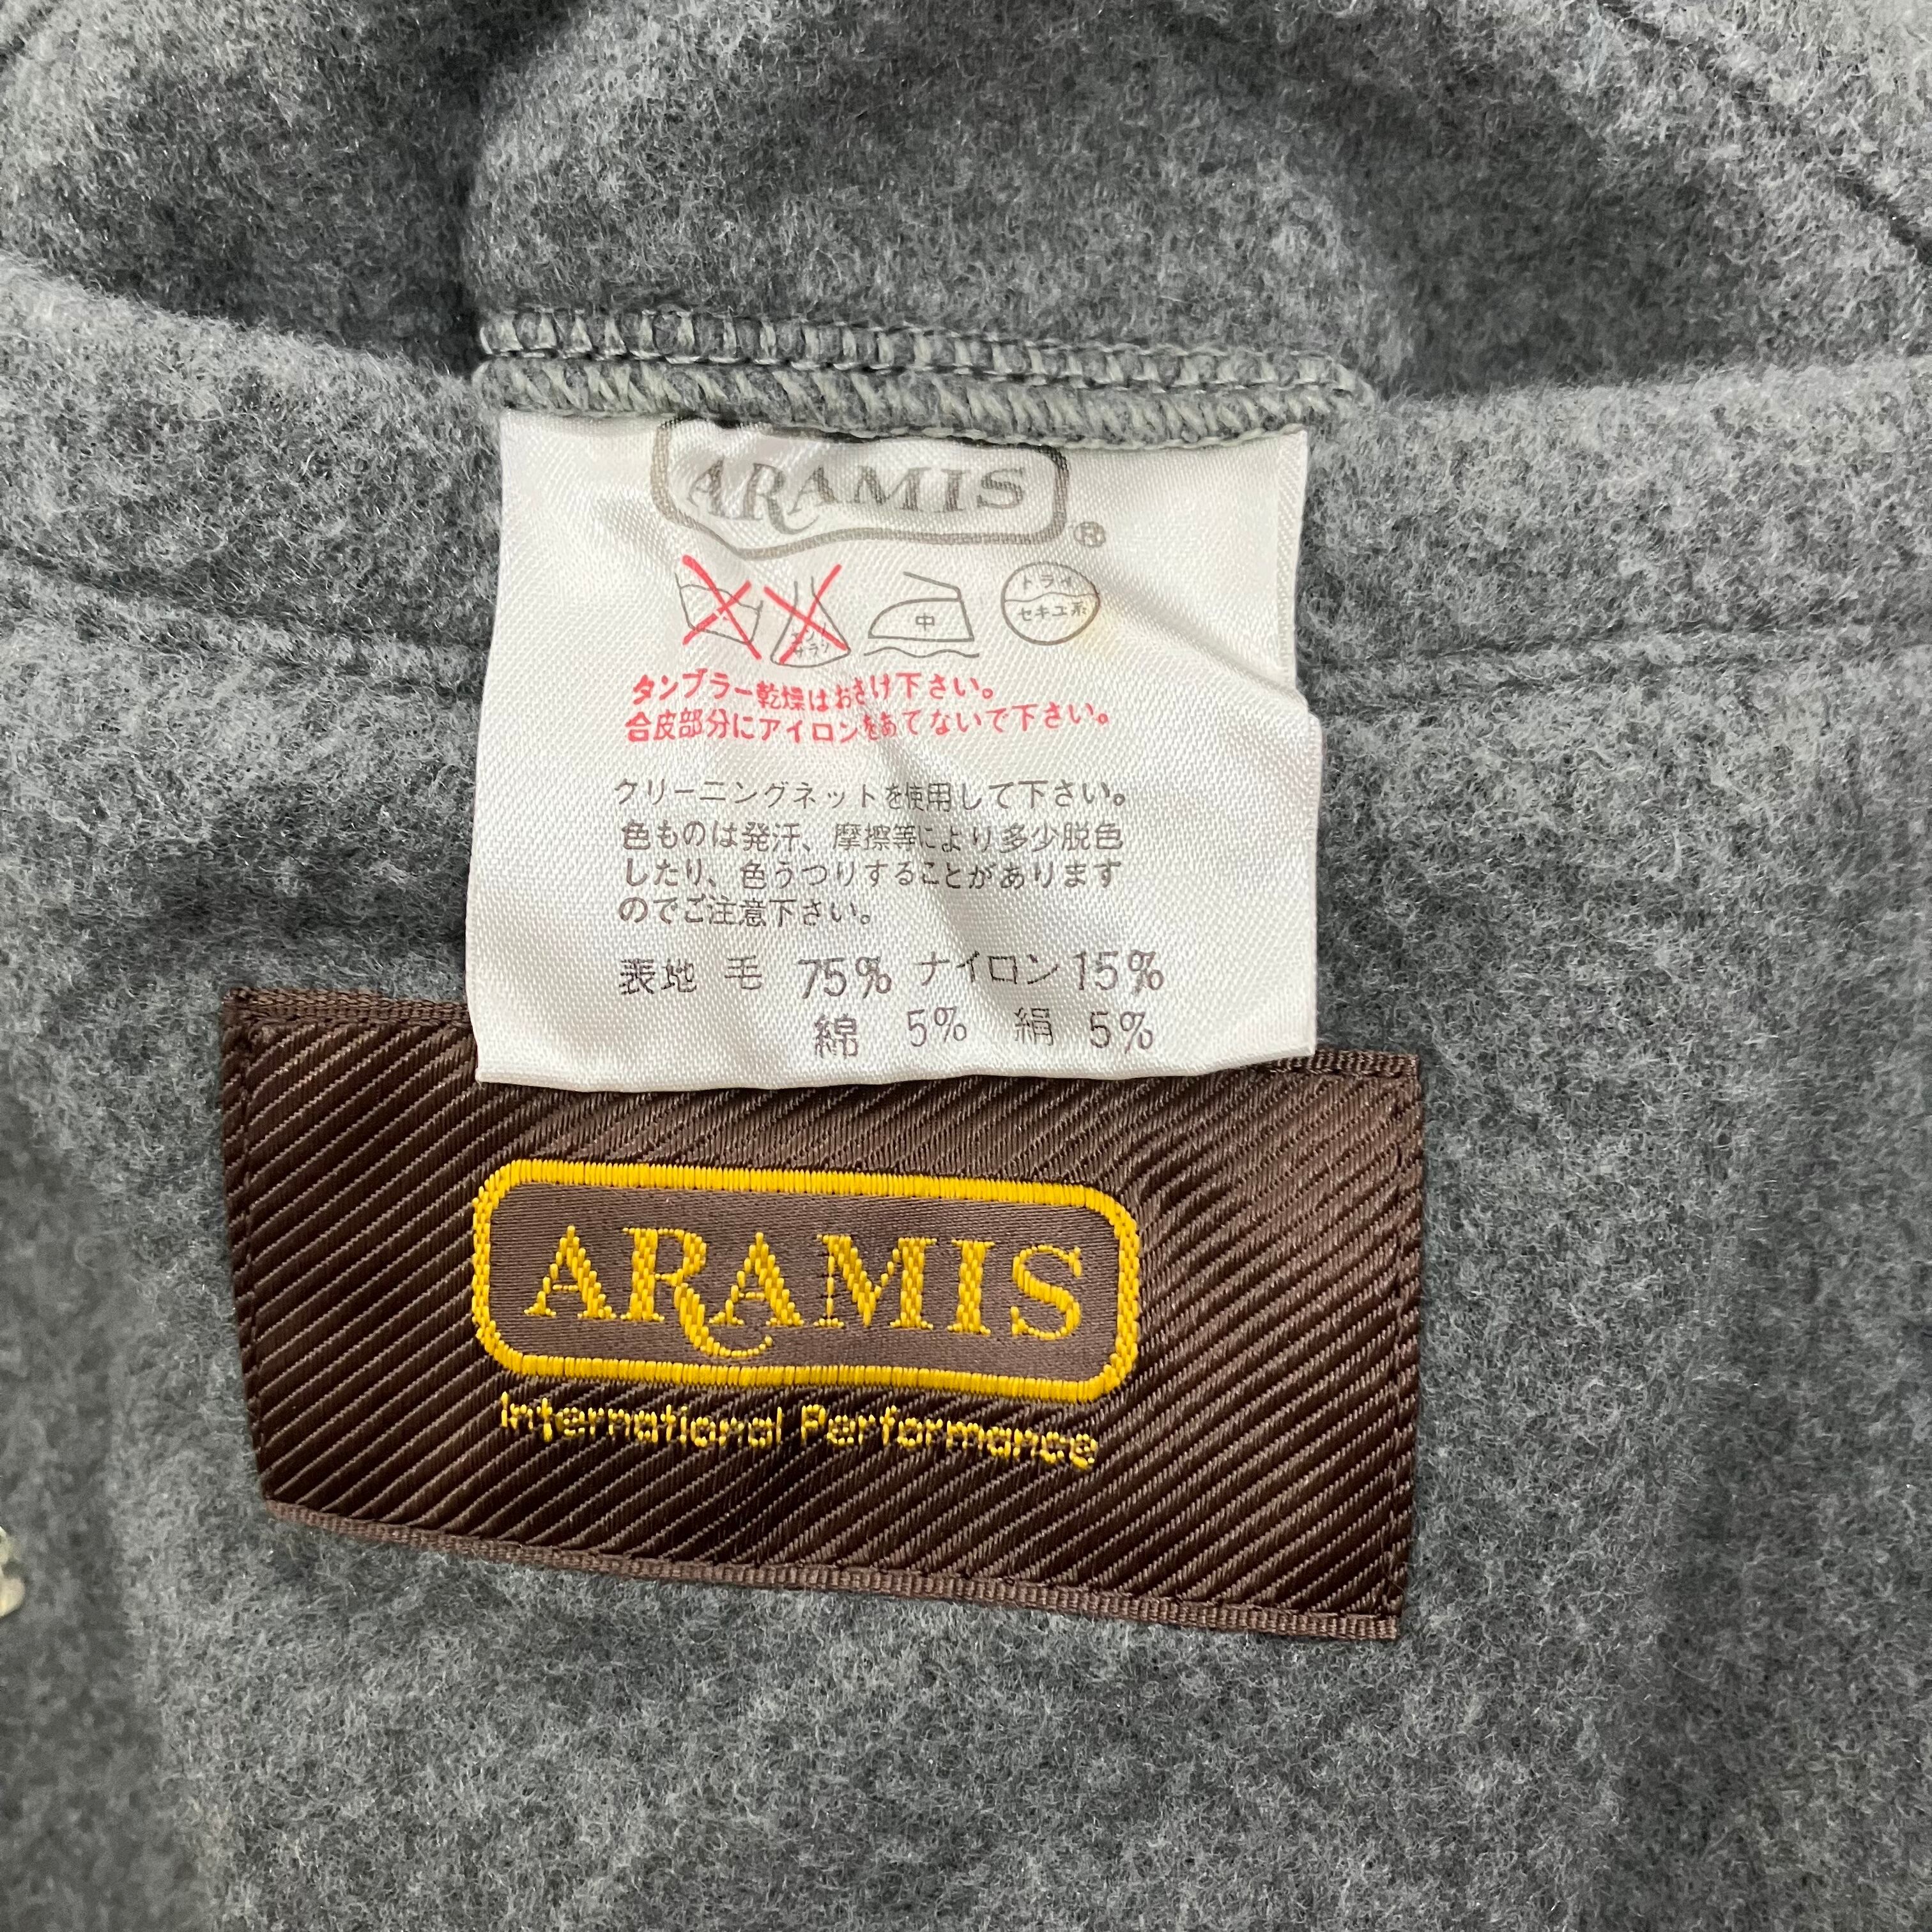 ARAMIS ®
エンソ サラシ 中 ドライ セキユ系
タンブラー乾燥はおさけ下さい。
合皮部分にアイロンをあてないで下さい。
クリーニングネットを使用して下さい。
色ものは発汗、摩擦等により多少脱色
したり、色うつりすることがあります
のでご注意下さい。
表地 毛 75% ナイロン 15%
綿 5% 絹 5%
ARAMIS
International Performance